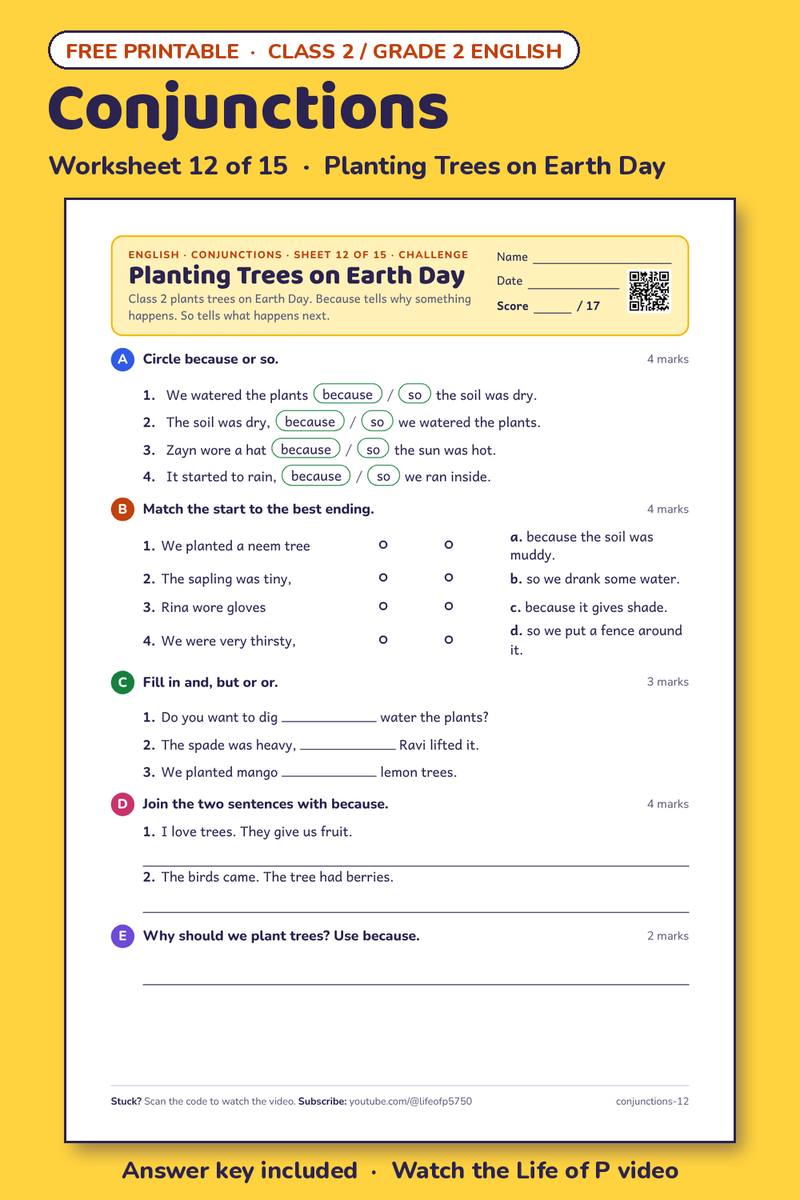 FREE PRINTABLE · CLASS 2 / GRADE 2 ENGLISH
Conjunctions
Worksheet 12 of 15 · Planting Trees on Earth Day
ENGLISH · CONJUNCTIONS · SHEET 12 OF 15 · CHALLENGE
Planting Trees on Earth Day
Class 2 plants trees on Earth Day. Because tells why something
happens. So tells what happens next.
Name
Date
Score / 17
A Circle because or so. 4 marks
1. We watered the plants because / so the soil was dry.
2. The soil was dry, because / so we watered the plants.
3. Zayn wore a hat because / so the sun was hot.
4. It started to rain, because / so we ran inside.
B Match the start to the best ending. 4 marks
1. We planted a neem tree a. because the soil was
muddy.
2. The sapling was tiny, b. so we drank some water.
3. Rina wore gloves c. because it gives shade.
4. We were very thirsty, d. so we put a fence around
it.
C Fill in and, but or or. 3 marks
1. Do you want to dig ____________ water the plants?
2. The spade was heavy, ____________ Ravi lifted it.
3. We planted mango ____________ lemon trees.
D Join the two sentences with because. 4 marks
1. I love trees. They give us fruit.
2. The birds came. The tree had berries.
E Why should we plant trees? Use because. 2 marks
Stuck? Scan the code to watch the video. Subscribe: youtube.com/@lifeofp5750 conjunctions-12
Answer key included · Watch the Life of P video